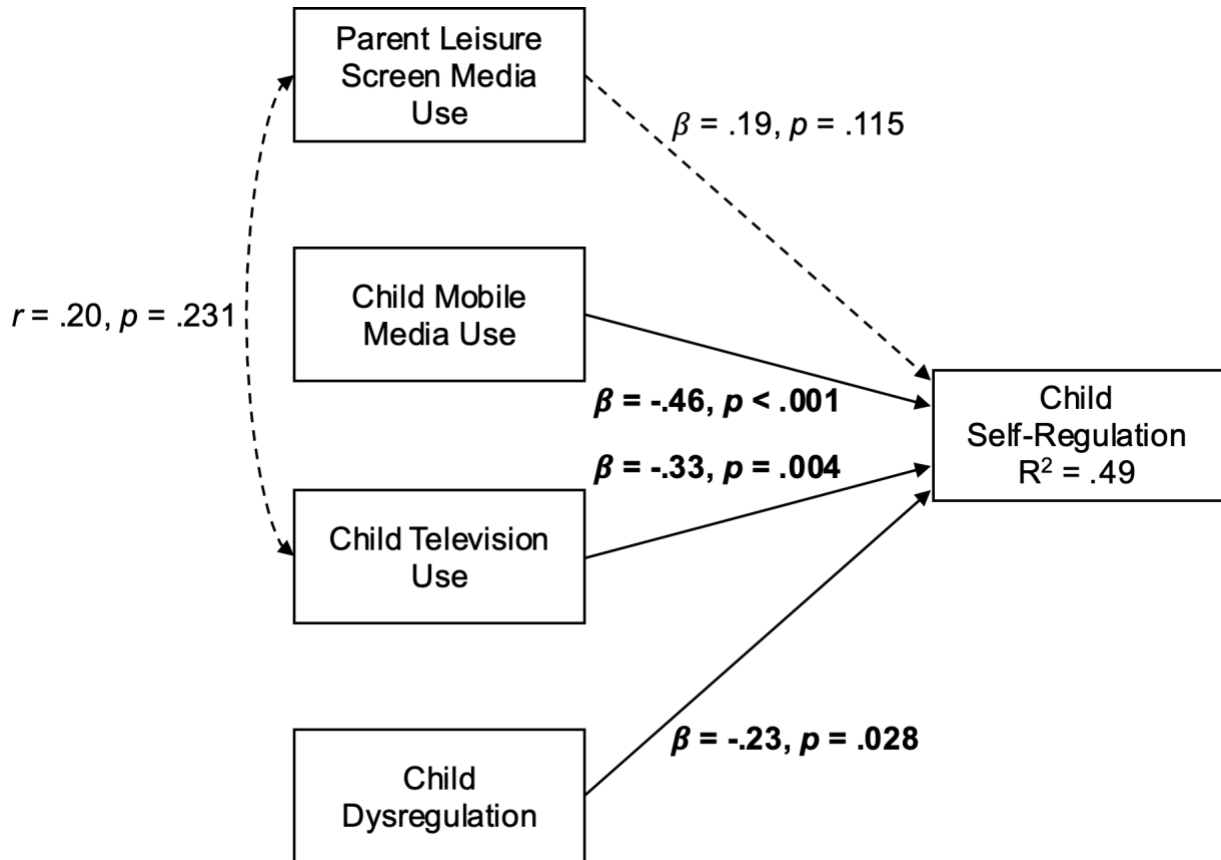 Parent Leisure
Screen Media
Use
β = .19, p = .115
Child Mobile
Media Use
r = .20, p = .231
β = -.46, p < .001
Child
Self-Regulation
R² = .49
β = -.33, p = .004
Child Television
Use
β = -.23, p = .028
Child
Dysregulation